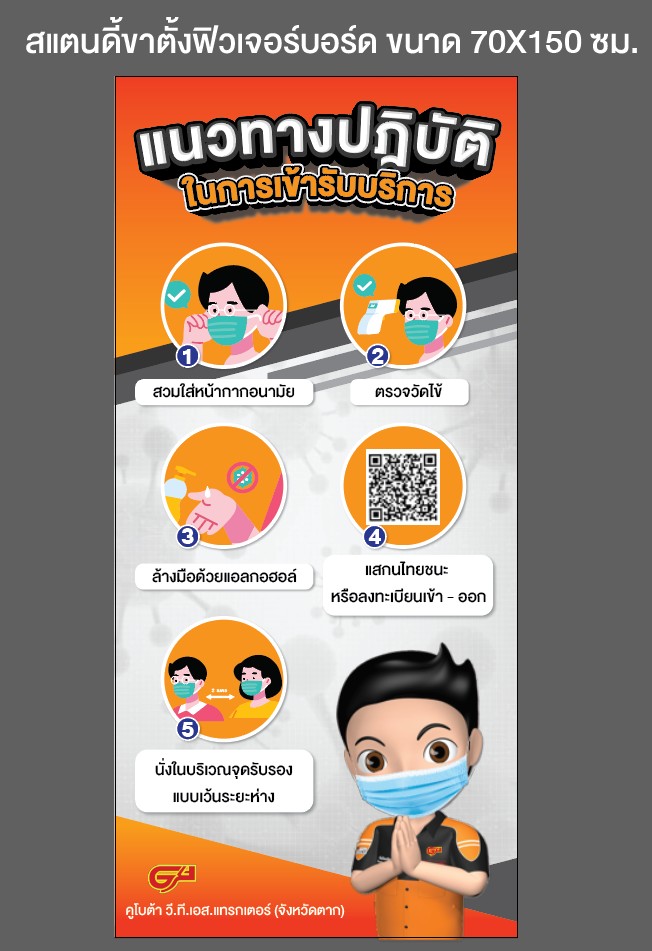 สแตนดี้ขาตั้งฟิวเจอร์บอร์ด ขนาด 70X150 ซม.
แนวทางปฎิบัติ
ในการเข้ารับบริการ
1
2
สวมใส่หน้ากากอนามัย
ตรวจวัดไข้
3
4
ล้างมือด้วยแอลกอฮอล์
แสกนไทยชนะ
หรือลงทะเบียนเข้า - ออก
5
นั่งในบริเวณจุดรับรอง
แบบเว้นระยะห่าง
คูโบต้า วี.ที.เอส.แทรกเตอร์ (จังหวัดตาก)